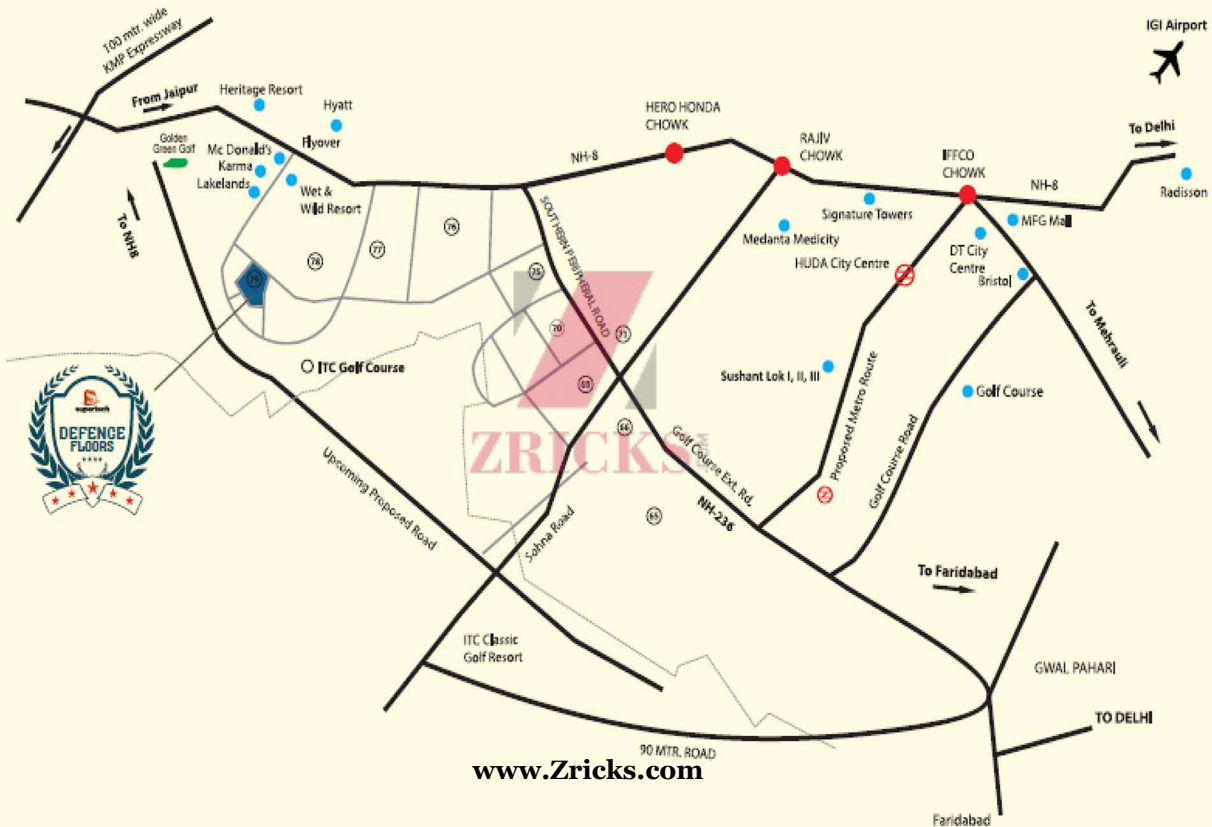 100 mtr. wide
KMP Expressway
IGI Airport
From Jaipur
Heritage Resort
Hyatt
Flyover
Golden
Green Golf
Mc Donald's
Karma
Lakelands
Wet &
Wild Resort
To NH8
NH-8
HERO HONDA
CHOWK
RAJIV
CHOWK
IFFCO
CHOWK
NH-8
To Delhi
Radisson
Signature Towers
Medanta Medicity
HUDA City Centre
MFG Mall
DT City
Centre
Bristol
To Mehrauli
78
77
76
75
71
70
66
65
SOUTHERN PERIPHERIAL ROAD
ITC Golf Course
supertech
DEFENCE
FLOORS
ZRICKS
.COM
Sushant Lok I, II, III
Golf Course
Proposed Metro Route
Golf Course Road
Golf Course Ext. Rd.
NH-236
Upcoming Proposed Road
Sohna Road
To Faridabad
ITC Classic
Golf Resort
GWAL PAHARI
TO DELHI
90 MTR. ROAD
www.Zricks.com
Faridabad